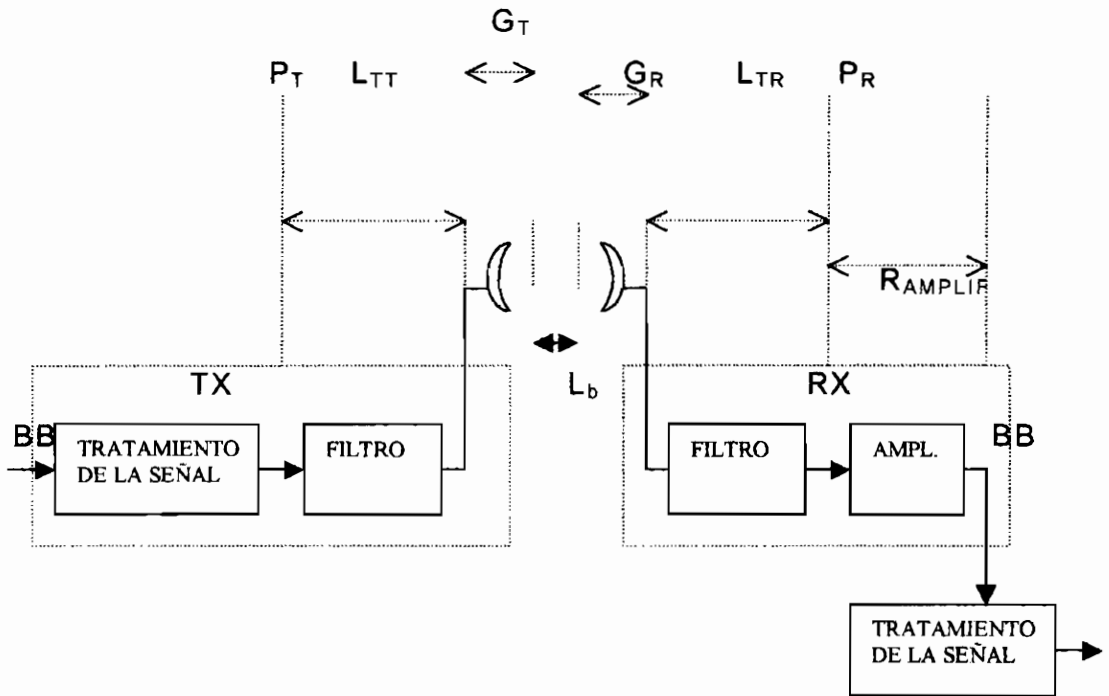 G_T
P_T L_TT G_R L_TR P_R
R_AMPLIF
TX L_b RX
BB TRATAMIENTO DE LA SEÑAL
FILTRO
FILTRO
AMPL.
BB
TRATAMIENTO
DE LA SEÑAL